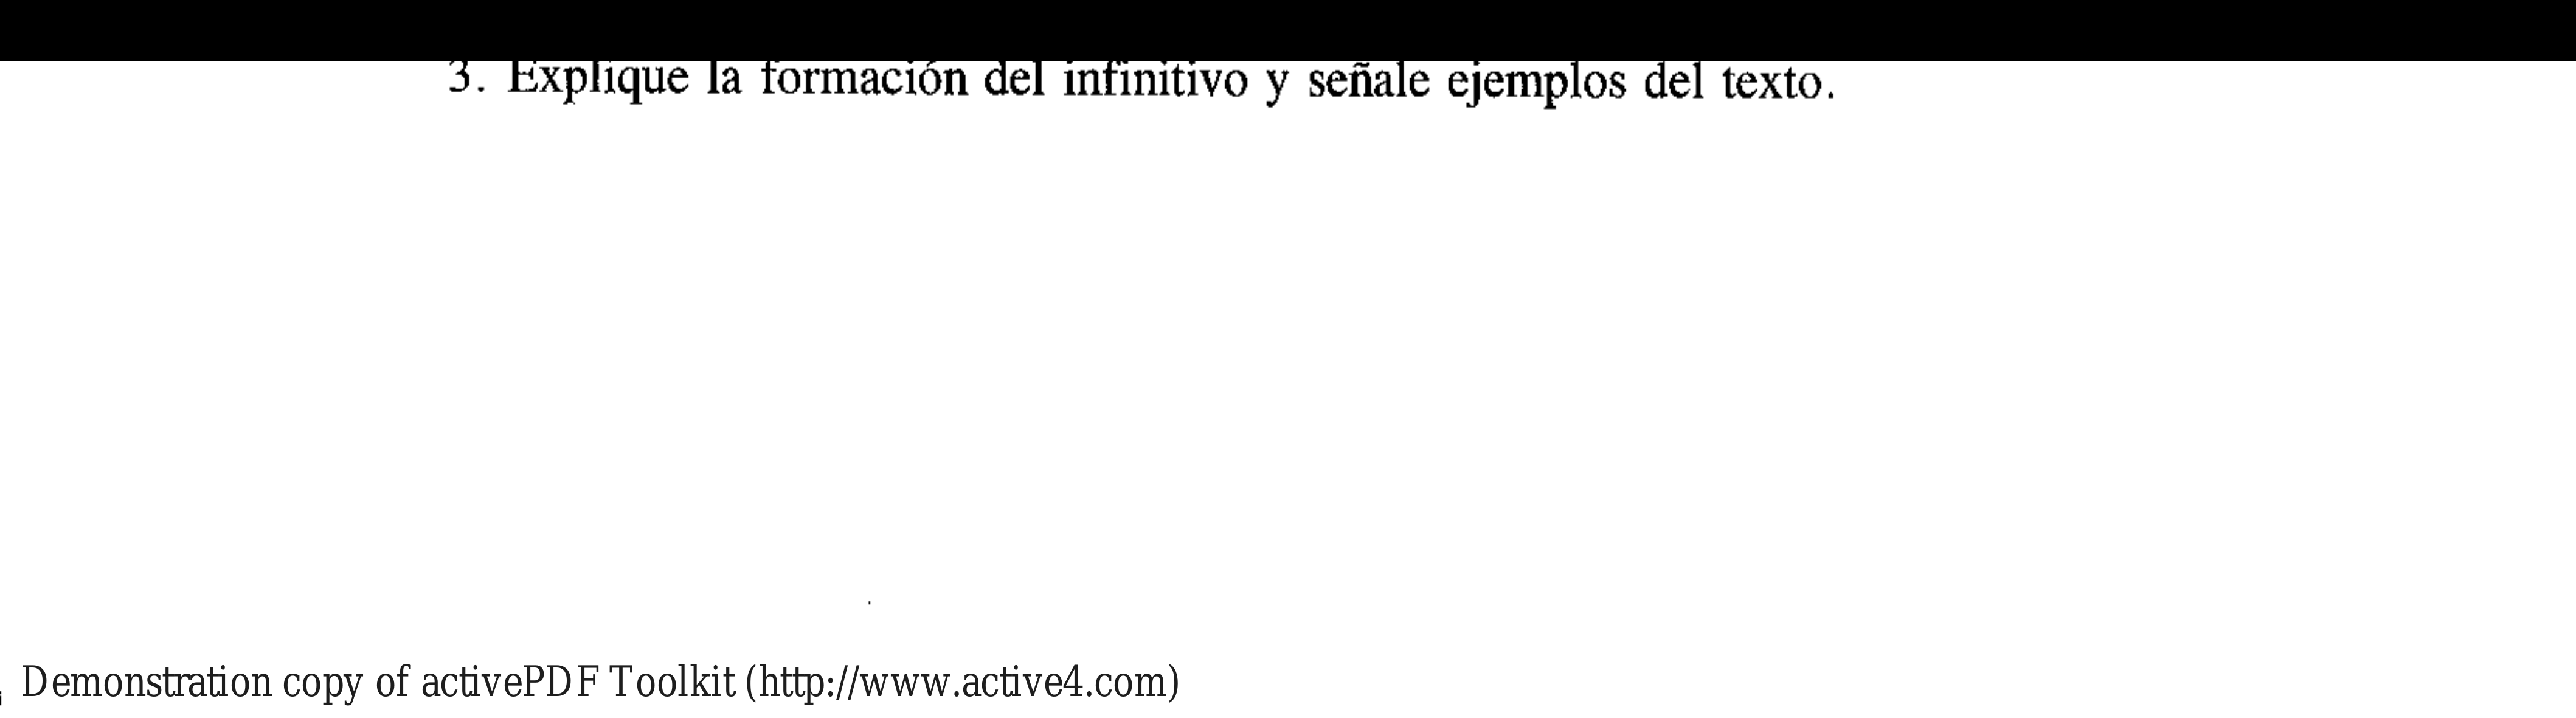 3. Explique la formación del infinitivo y señale ejemplos del texto.
Demonstration copy of activePDF Toolkit (http://www.active4.com)